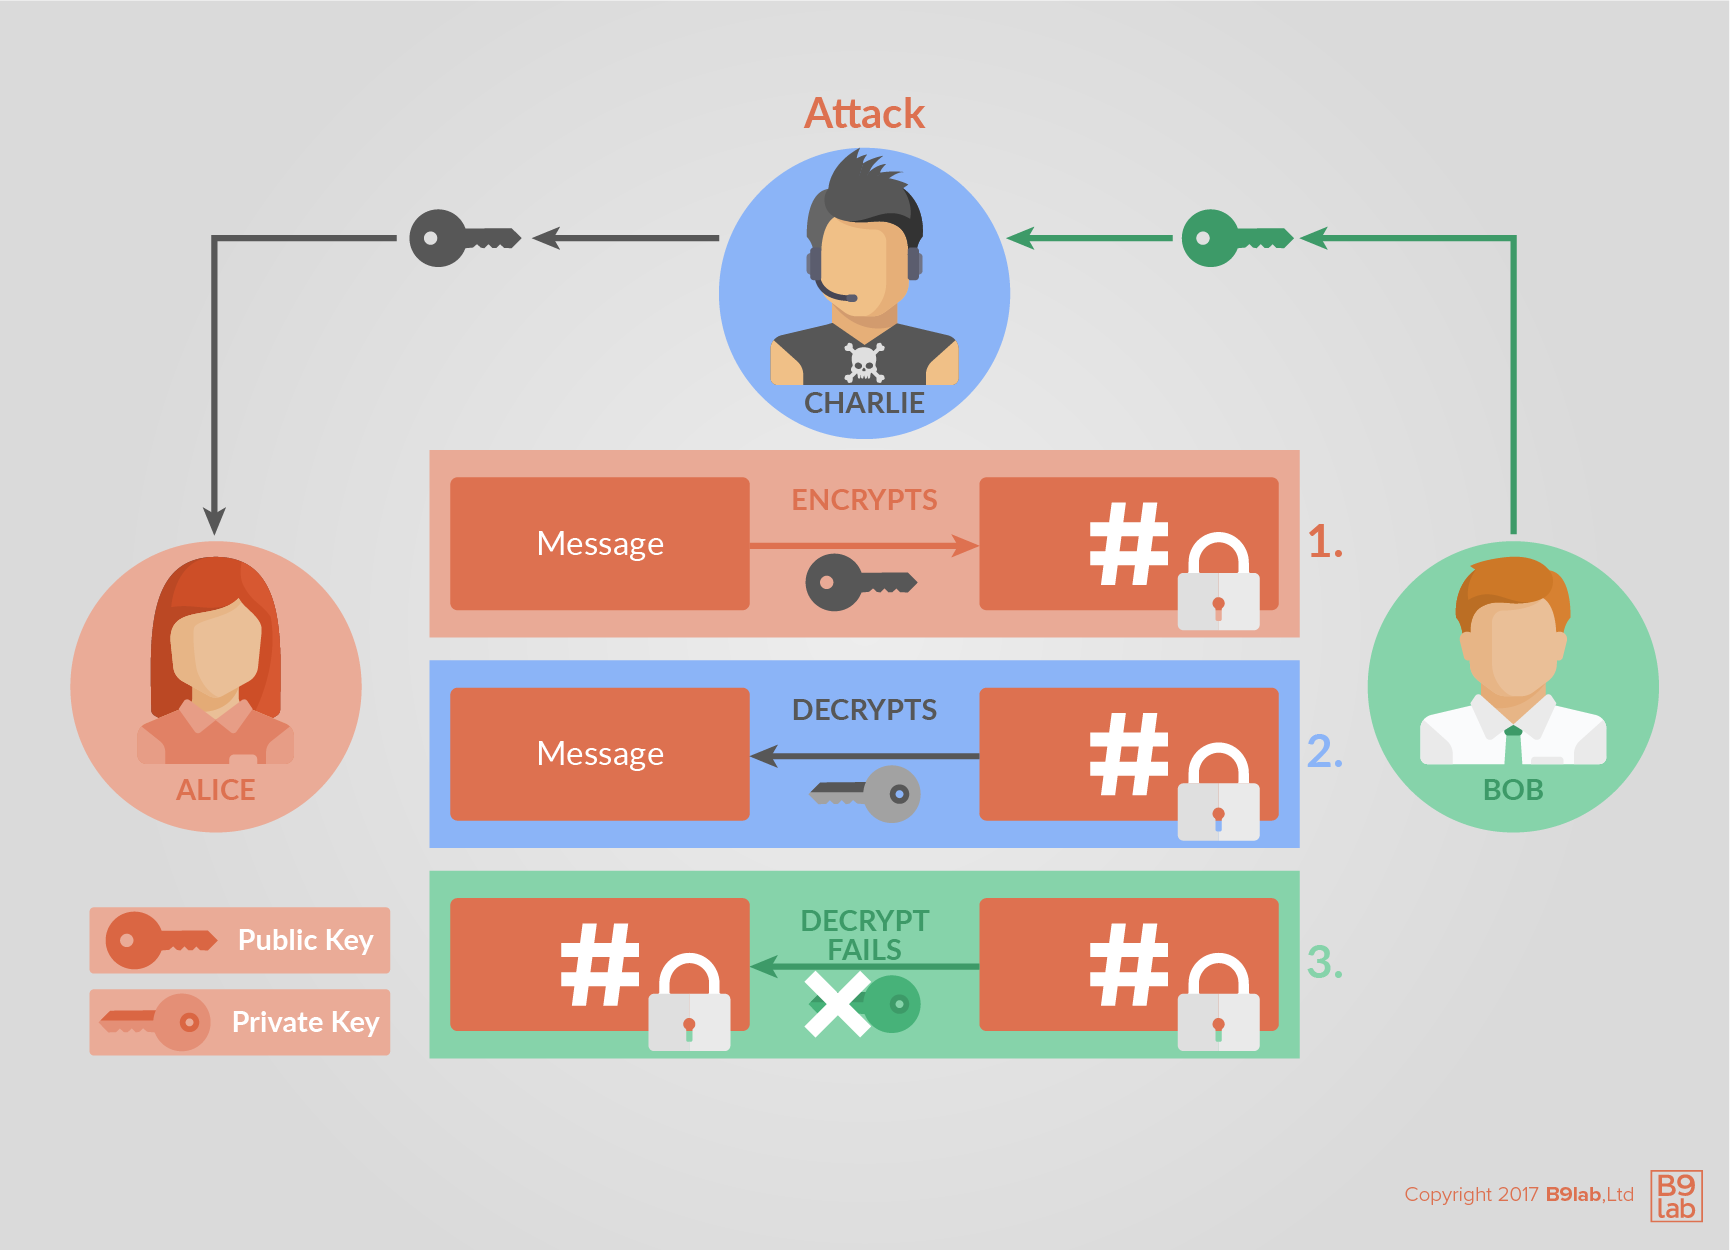 Attack
CHARLIE
ENCRYPTS
Message
#
1.
DECRYPTS
Message
#
2.
ALICE
BOB
DECRYPT
FAILS
#
#
3.
Public Key
Private Key
Copyright 2017 B9lab,Ltd
B9
lab